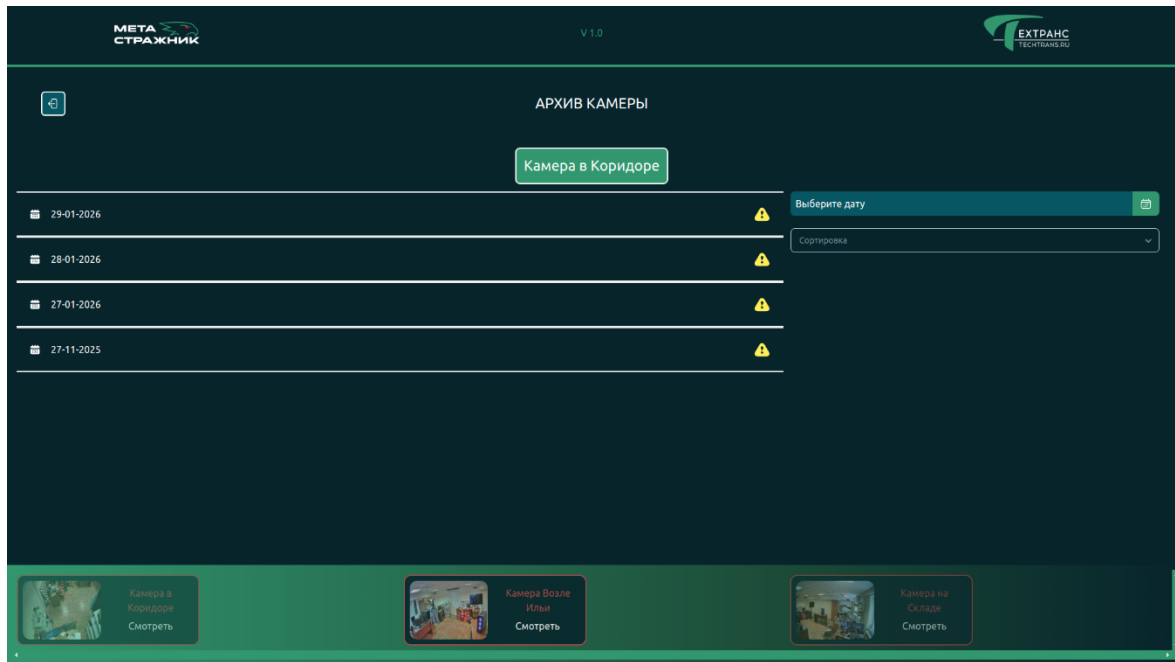 МЕТА
СТРАЖНИК
V 1.0
ТЕХТРАНС
TECHTRANS.RU
АРХИВ КАМЕРЫ
Камера в Коридоре
29-01-2026
28-01-2026
27-01-2026
27-11-2025
Выберите дату
Сортировка
Камера в
Коридоре
Смотреть
Камера Возле
Ильи
Смотреть
Камера на
Складе
Смотреть